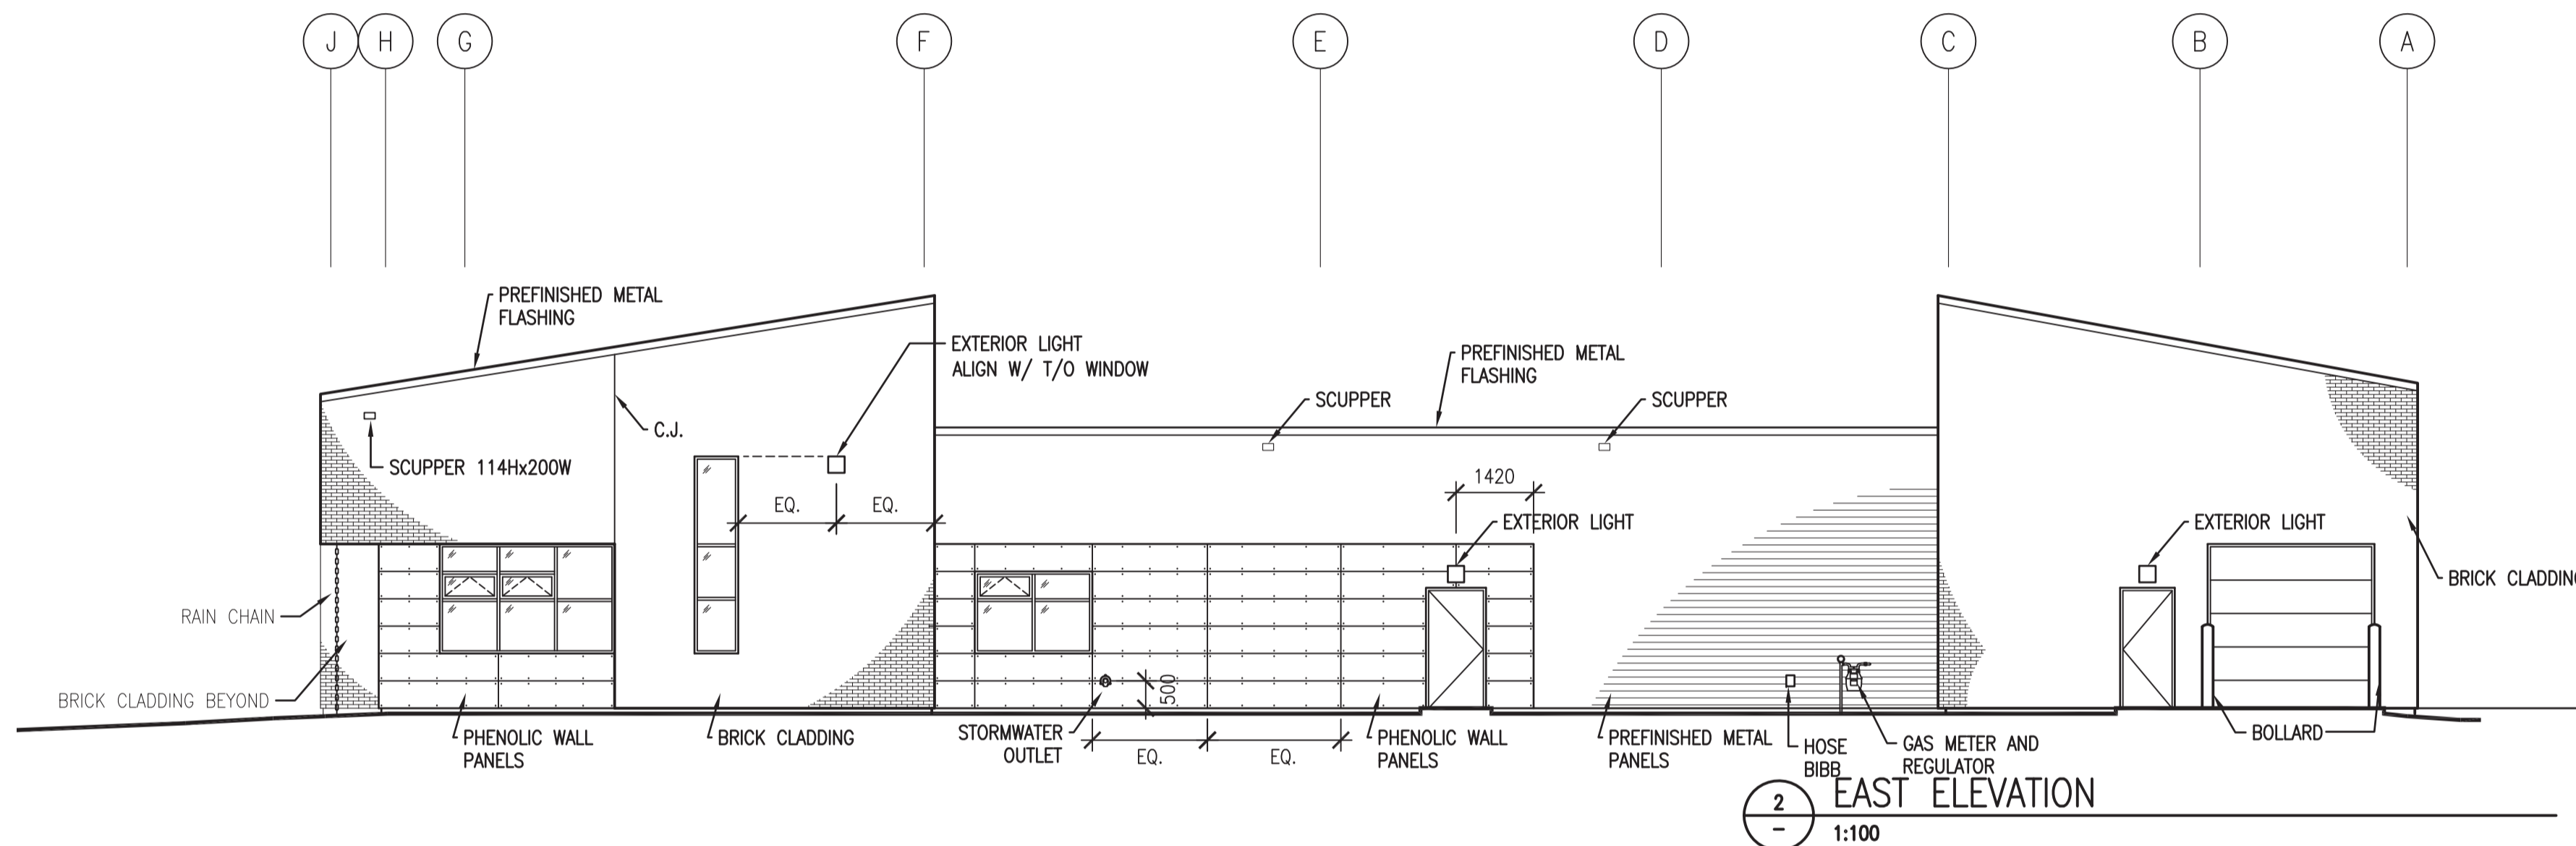 J H G F E D C B A
PREFINISHED METAL
FLASHING
EXTERIOR LIGHT
ALIGN W/ T/O WINDOW
PREFINISHED METAL
FLASHING
SCUPPER
SCUPPER
C.J.
SCUPPER 114Hx200W
1420
EQ.
EQ.
EXTERIOR LIGHT
EXTERIOR LIGHT
BRICK CLADDING
RAIN CHAIN
500
BRICK CLADDING BEYOND
PHENOLIC WALL
PANELS
BRICK CLADDING
STORMWATER
OUTLET
EQ.
EQ.
PHENOLIC WALL
PANELS
PREFINISHED METAL
PANELS
HOSE
BIBB
GAS METER AND
REGULATOR
BOLLARD
2
–
EAST ELEVATION
1:100